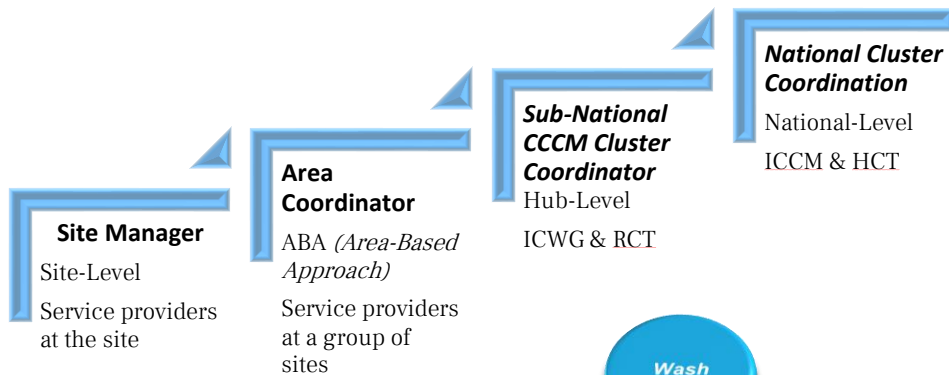 Site Manager
Site-Level
Service providers
at the site
Area
Coordinator
ABA (Area-Based
Approach)
Service providers
at a group of
sites
Sub-National
CCCM Cluster
Coordinator
Hub-Level
ICWG & RCT
National Cluster
Coordination
National-Level
ICCM & HCT
Wash